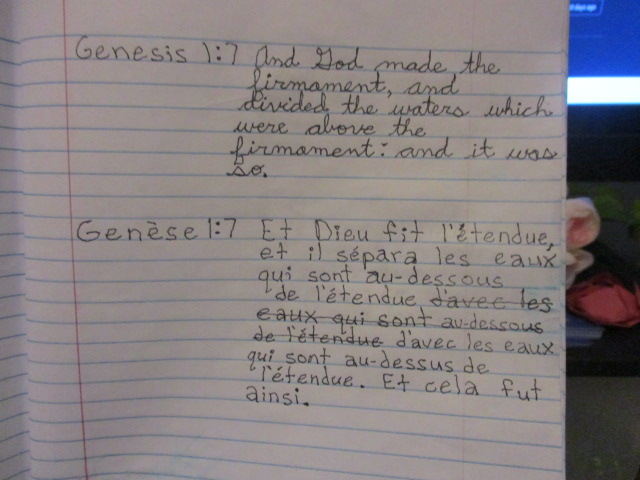 Genesis 1:7 And God made the
firmament, and
divided the waters which
were above the
firmament: and it was
so.
Genèse 1:7 Et Dieu fit l'étendue,
et il sépara les eaux
qui sont au-dessous
de l'étendue d'avec les
eaux qui sont au-dessous
de l'étendue d'avec les eaux
qui sont au-dessus de
l'étendue. Et cela fut
ainsi.